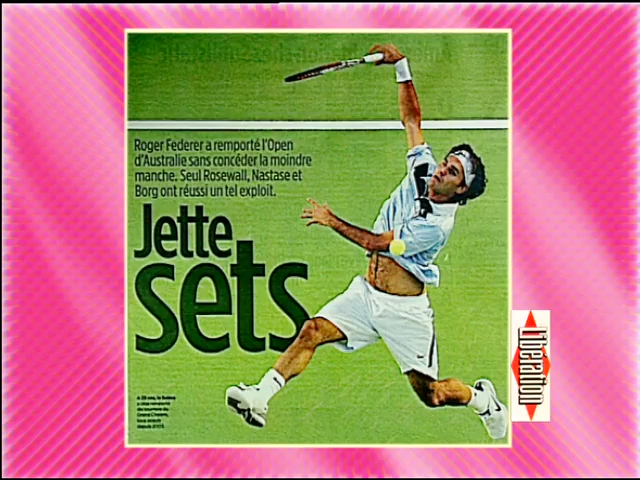 Roger Federer a remporté l'Open
d'Australie sans concéder la moindre
manche. Seul Rosewall, Nastase et
Borg ont réussi un tel exploit.
Jette
sets
Libération